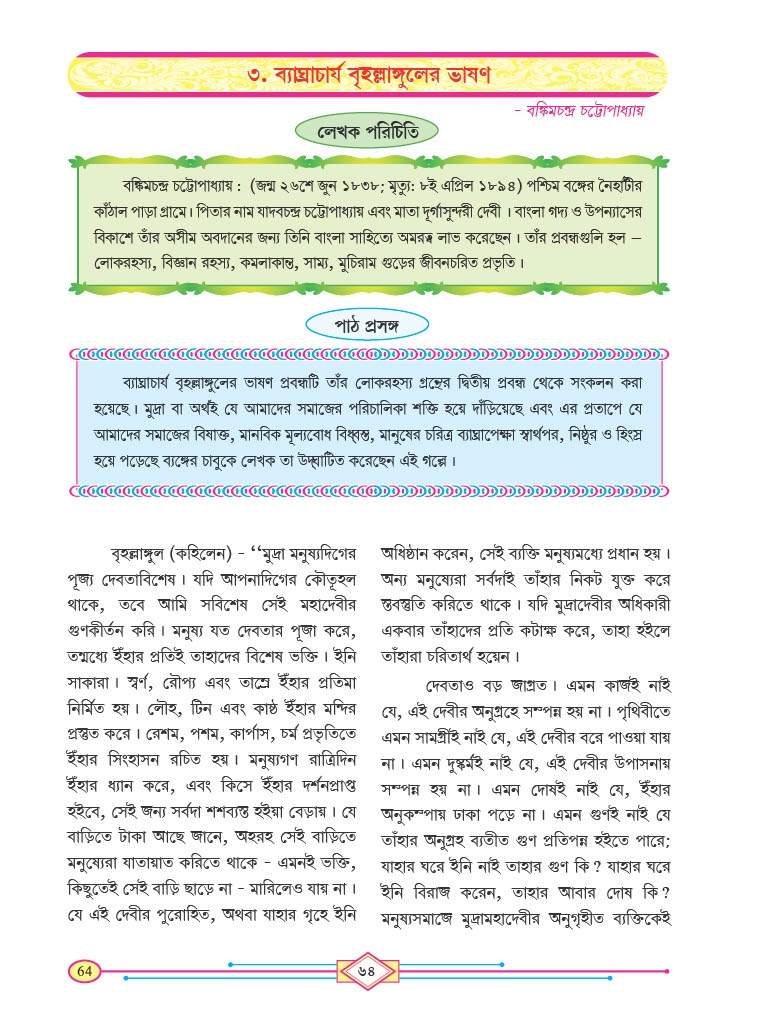 ৩. ব্যাঘ্রাচার্য বৃহল্লাঙ্গুলের ভাষণ
- বঙ্কিমচন্দ্র চট্টোপাধ্যায়
লেখক পরিচিতি
বঙ্কিমচন্দ্র চট্টোপাধ্যায় : (জন্ম ২৬শে জুন ১৮৩৮; মৃত্যু: ৮ই এপ্রিল ১৮৯৪) পশ্চিম বঙ্গের নৈহাটির
কাঁঠাল পাড়া গ্রামে। পিতার নাম যাদবচন্দ্র চট্টোপাধ্যায় এবং মাতা দূর্গাসুন্দরী দেবী । বাংলা গদ্য ও উপন্যাসের
বিকাশে তাঁর অসীম অবদানের জন্য তিনি বাংলা সাহিত্যে অমরত্ব লাভ করেছেন। তাঁর প্রবন্ধগুলি হল –
লোকরহস্য, বিজ্ঞান রহস্য, কমলাকান্ত, সাম্য, মুচিরাম গুড়ের জীবনচরিত প্রভৃতি।
পাঠ প্রসঙ্গ
ব্যাঘ্রাচার্য বৃহল্লাঙ্গুলের ভাষণ প্রবন্ধটি তাঁর লোকরহস্য গ্রন্থের দ্বিতীয় প্রবন্ধ থেকে সংকলন করা
হয়েছে। মুদ্রা বা অর্থই যে আমাদের সমাজের পরিচালিকা শক্তি হয়ে দাঁড়িয়েছে এবং এর প্রতাপে যে
আমাদের সমাজের বিষাক্ত, মানবিক মূল্যবোধ বিধ্বস্ত, মানুষের চরিত্র ব্যাঘ্রাপেক্ষা স্বার্থপর, নিষ্ঠুর ও হিংস্র
হয়ে পড়েছে ব্যঙ্গের চাবুকে লেখক তা উদ্ঘাটিত করেছেন এই গল্পে।
বৃহল্লাঙ্গুল (কহিলেন) - ‘‘মুদ্রা মনুষ্যদিগের
পূজ্য দেবতাবিশেষ। যদি আপনাদিগের কৌতূহল
থাকে, তবে আমি সবিশেষ সেই মহাদেবীর
গুণকীর্তন করি। মনুষ্য যত দেবতার পূজা করে,
তন্মধ্যে ইঁহার প্রতিই তাহাদের বিশেষ ভক্তি। ইনি
সাকারা। স্বর্ণ, রৌপ্য এবং তাম্রে ইঁহার প্রতিমা
নির্মিত হয়। লৌহ, টিন এবং কাষ্ঠ ইঁহার মন্দির
প্রস্তুত করে। রেশম, পশম, কার্পাস, চর্ম প্রভৃতিতে
ইঁহার সিংহাসন রচিত হয়। মনুষ্যগণ রাত্রিদিন
ইঁহার ধ্যান করে, এবং কিসে ইঁহার দর্শনপ্রাপ্ত
হইবে, সেই জন্য সর্বদা শশব্যস্ত হইয়া বেড়ায়। যে
বাড়িতে টাকা আছে জানে, অহরহ সেই বাড়িতে
মনুষ্যেরা যাতায়াত করিতে থাকে - এমনই ভক্তি,
কিছুতেই সেই বাড়ি ছাড়ে না - মারিলেও যায় না।
যে এই দেবীর পুরোহিত, অথবা যাহার গৃহে ইনি
অধিষ্ঠান করেন, সেই ব্যক্তি মনুষ্যমধ্যে প্রধান হয়।
অন্য মনুষ্যেরা সর্বদাই তাঁহার নিকট যুক্ত করে
স্তবস্তুতি করিতে থাকে। যদি মুদ্রাদেবীর অধিকারী
একবার তাঁহাদের প্রতি কটাক্ষ করে, তাহা হইলে
তাঁহারা চরিতার্থ হয়েন।
দেবতাও বড় জাগ্রত। এমন কাজই নাই
যে, এই দেবীর অনুগ্রহে সম্পন্ন হয় না। পৃথিবীতে
এমন সামগ্রীই নাই যে, এই দেবীর বরে পাওয়া যায়
না। এমন দুষ্কর্মই নাই যে, এই দেবীর উপাসনায়
সম্পন্ন হয় না। এমন দোষই নাই যে, ইঁহার
অনুকম্পায় ঢাকা পড়ে না। এমন গুণই নাই যে
তাঁহার অনুগ্রহ ব্যতীত গুণ প্রতিপন্ন হইতে পারে;
যাহার ঘরে ইনি নাই তাহার গুণ কি? যাহার ঘরে
ইনি বিরাজ করেন, তাহার আবার দোষ কি?
মনুষ্যসমাজে মুদ্রামহাদেবীর অনুগৃহীত ব্যক্তিকেই
64
৬৪